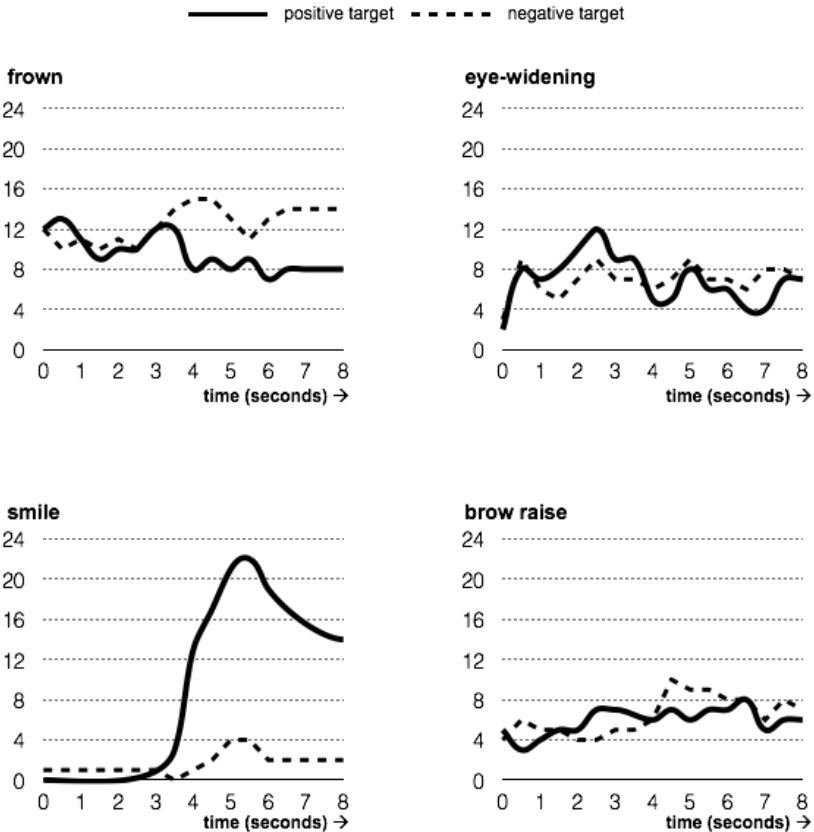 positive target negative target
frown
24
20
16
12
8
4
0
0 1 2 3 4 5 6 7 8
time (seconds) →
eye-widening
24
20
16
12
8
4
0
0 1 2 3 4 5 6 7 8
time (seconds) →
smile
24
20
16
12
8
4
0
0 1 2 3 4 5 6 7 8
time (seconds) →
brow raise
24
20
16
12
8
4
0
0 1 2 3 4 5 6 7 8
time (seconds) →